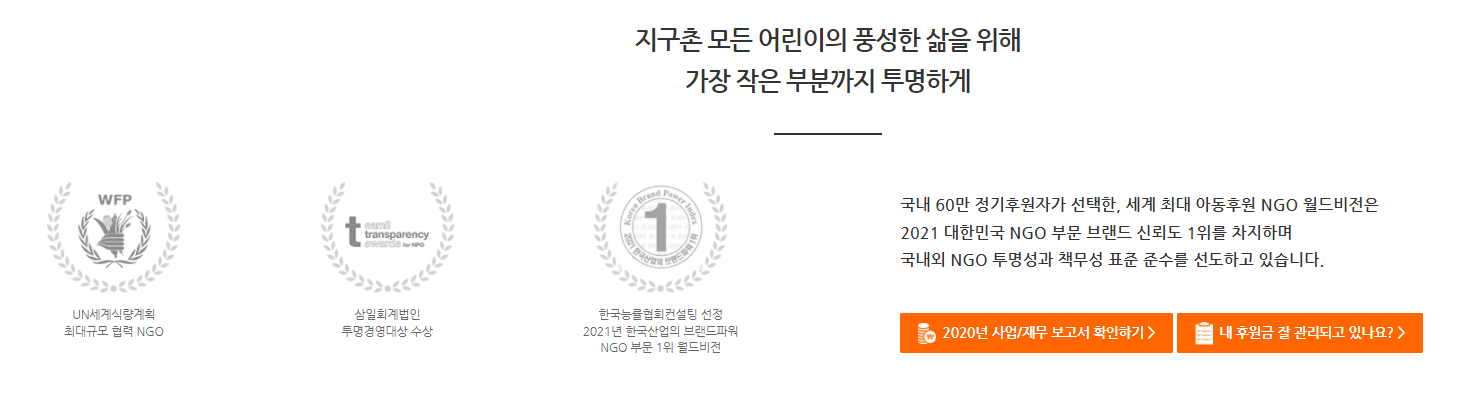 지구촌 모든 어린이의 풍성한 삶을 위해
가장 작은 부분까지 투명하게
WFP
UN세계식량계획
최대규모 협력 NGO
t samil
transparency
awards for NPO
삼일회계법인
투명경영대상 수상
Korea Brand Power Index
1
2021 한국산업의 브랜드파워 1위
한국능률협회컨설팅 선정
2021년 한국산업의 브랜드파워
NGO 부문 1위 월드비전
국내 60만 정기후원자가 선택한, 세계 최대 아동후원 NGO 월드비전은
2021 대한민국 NGO 부문 브랜드 신뢰도 1위를 차지하며
국내외 NGO 투명성과 책무성 표준 준수를 선도하고 있습니다.
2020년 사업/재무 보고서 확인하기 >
내 후원금 잘 관리되고 있나요? >